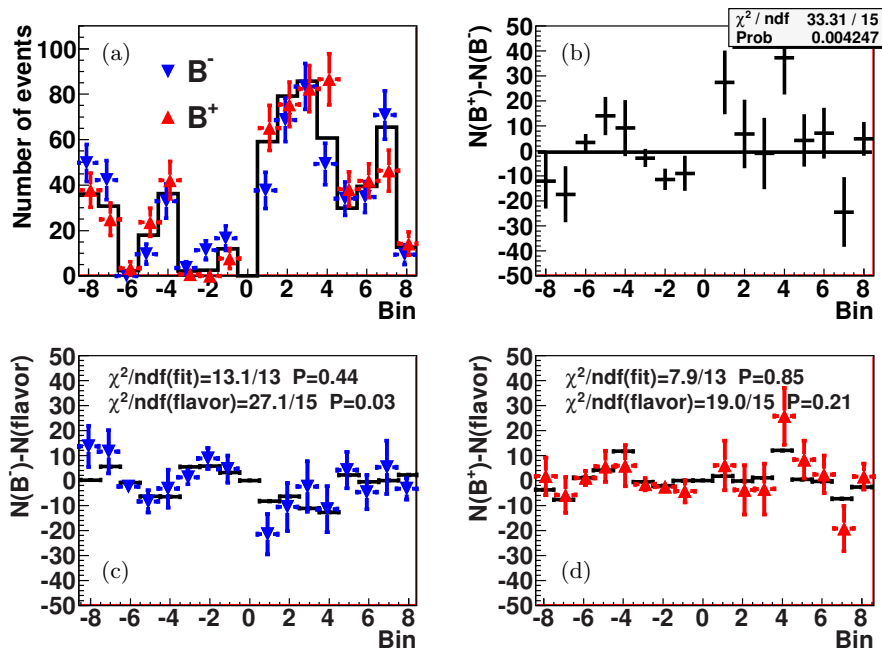 (a)
B⁻
B⁺
Number of events
100
80
60
40
20
0
-8 -6 -4 -2 0 2 4 6 8
Bin
(b)
χ² / ndf 33.31 / 15
Prob 0.004247
N(B⁺)-N(B⁻)
50
40
30
20
10
0
-10
-20
-30
-40
-50
-8 -6 -4 -2 0 2 4 6 8
Bin
χ²/ndf(fit)=13.1/13 P=0.44
χ²/ndf(flavor)=27.1/15 P=0.03
N(B⁻)-N(flavor)
50
40
30
20
10
0
-10
-20
-30
-40
-50
(c)
-8 -6 -4 -2 0 2 4 6 8
Bin
χ²/ndf(fit)=7.9/13 P=0.85
χ²/ndf(flavor)=19.0/15 P=0.21
N(B⁺)-N(flavor)
50
40
30
20
10
0
-10
-20
-30
-40
-50
(d)
-8 -6 -4 -2 0 2 4 6 8
Bin